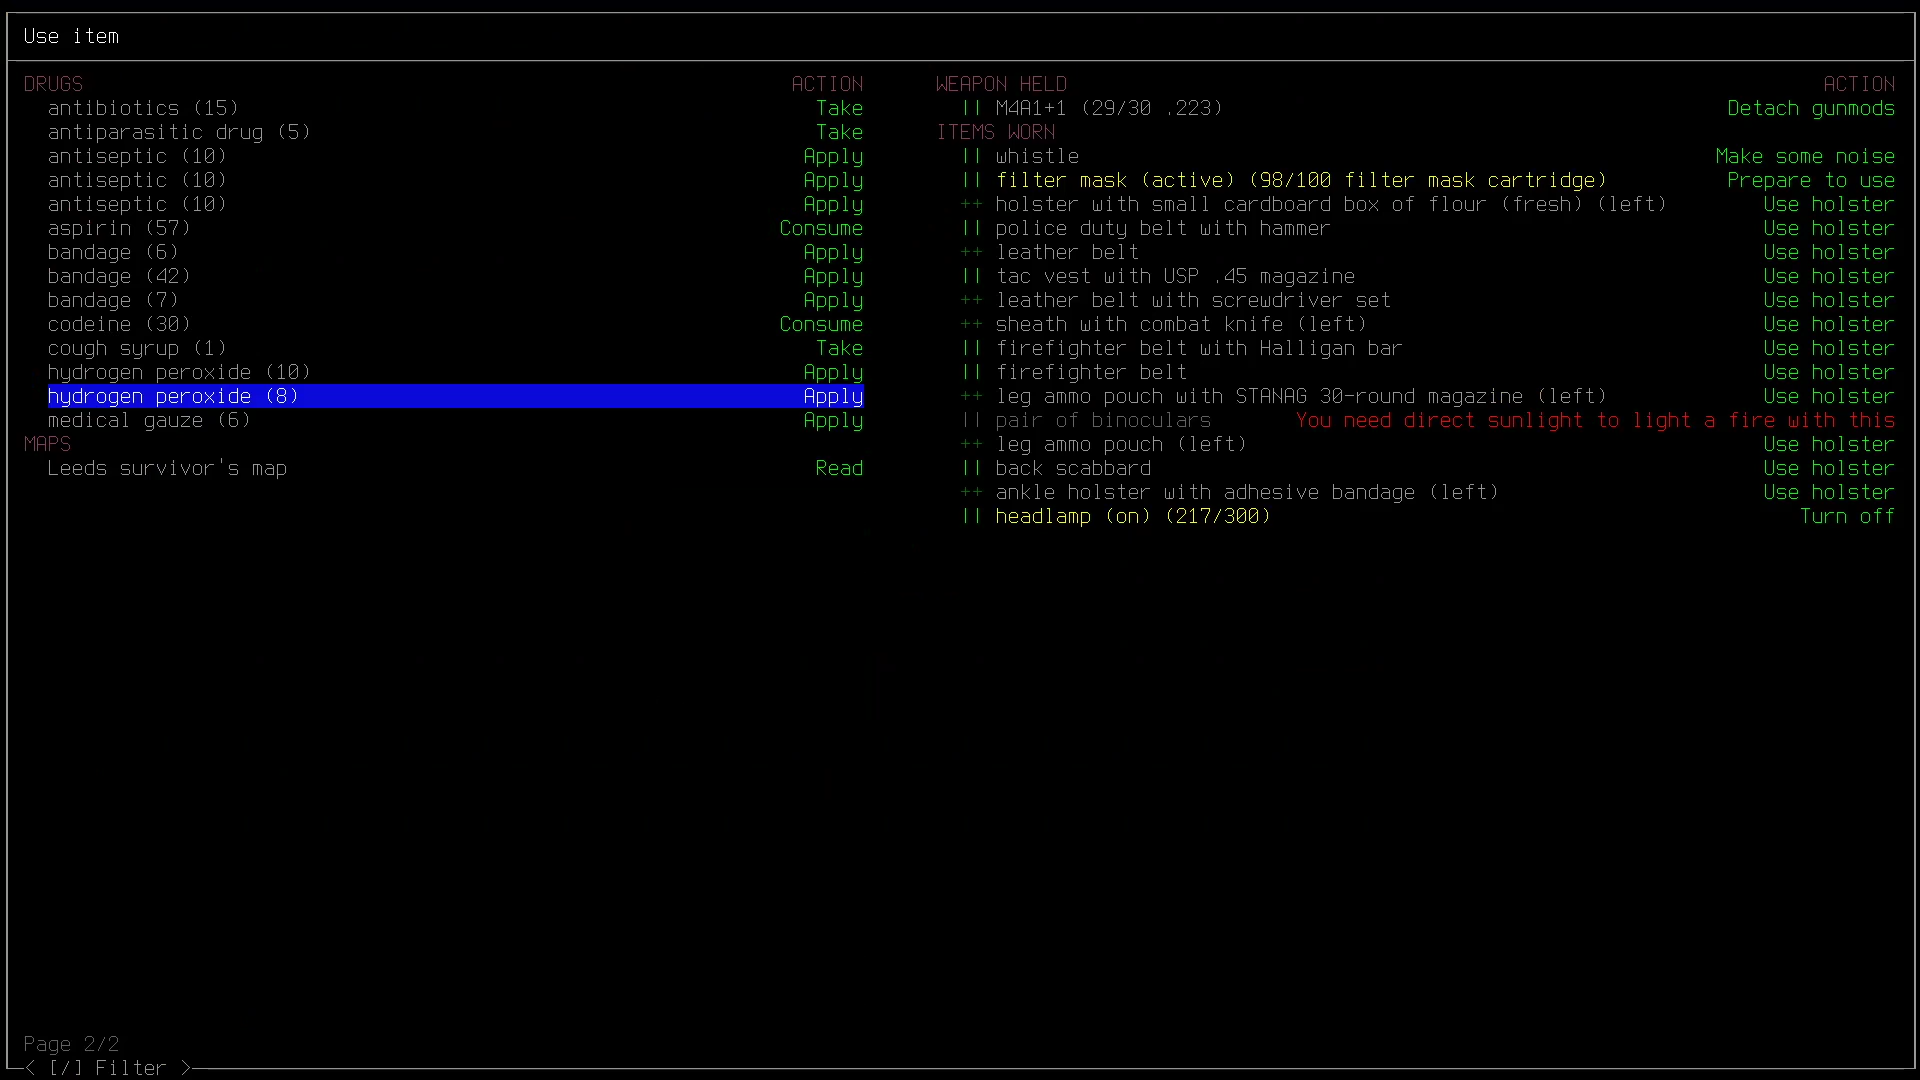 Use item
DRUGS ACTION
antibiotics (15) Take
antiparasitic drug (5) Take
antiseptic (10) Apply
antiseptic (10) Apply
antiseptic (10) Apply
aspirin (57) Consume
bandage (6) Apply
bandage (42) Apply
bandage (7) Apply
codeine (30) Consume
cough syrup (1) Take
hydrogen peroxide (10) Apply
hydrogen peroxide (8) Apply
medical gauze (6) Apply
MAPS
Leeds survivor's map Read
WEAPON HELD ACTION
|| M4A1+1 (29/30 .223) Detach gunmods
ITEMS WORN
|| whistle Make some noise
|| filter mask (active) (98/100 filter mask cartridge) Prepare to use
++ holster with small cardboard box of flour (fresh) (left) Use holster
|| police duty belt with hammer Use holster
++ leather belt Use holster
|| tac vest with USP .45 magazine Use holster
++ leather belt with screwdriver set Use holster
++ sheath with combat knife (left) Use holster
|| firefighter belt with Halligan bar Use holster
|| firefighter belt Use holster
++ leg ammo pouch with STANAG 30-round magazine (left) Use holster
|| pair of binoculars You need direct sunlight to light a fire with this
++ leg ammo pouch (left) Use holster
|| back scabbard Use holster
++ ankle holster with adhesive bandage (left) Use holster
|| headlamp (on) (217/300) Turn off
Page 2/2
< [/] Filter >